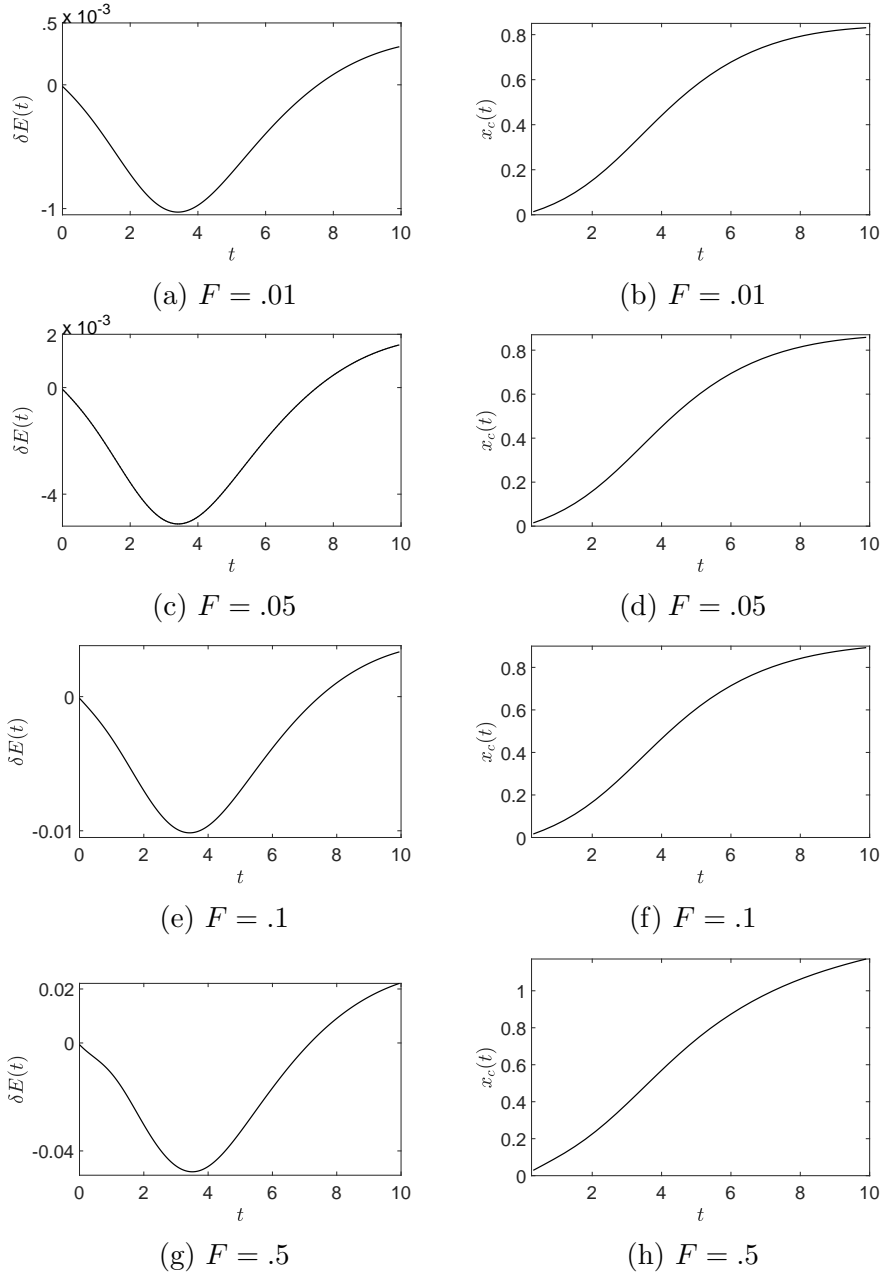 .5 x 10-3
0
-1
δE(t)
0 2 4 6 8 10
t
(a) F = .01
0.8
0.6
0.4
0.2
0
x_c(t)
2 4 6 8 10
t
(b) F = .01
2 x 10-3
0
-4
δE(t)
0 2 4 6 8 10
t
(c) F = .05
0.8
0.6
0.4
0.2
0
x_c(t)
2 4 6 8 10
t
(d) F = .05
0
-0.01
δE(t)
0 2 4 6 8 10
t
(e) F = .1
0.8
0.6
0.4
0.2
0
x_c(t)
2 4 6 8 10
t
(f) F = .1
0.02
0
-0.04
δE(t)
0 2 4 6 8 10
t
(g) F = .5
1
0.8
0.6
0.4
0.2
0
x_c(t)
2 4 6 8 10
t
(h) F = .5